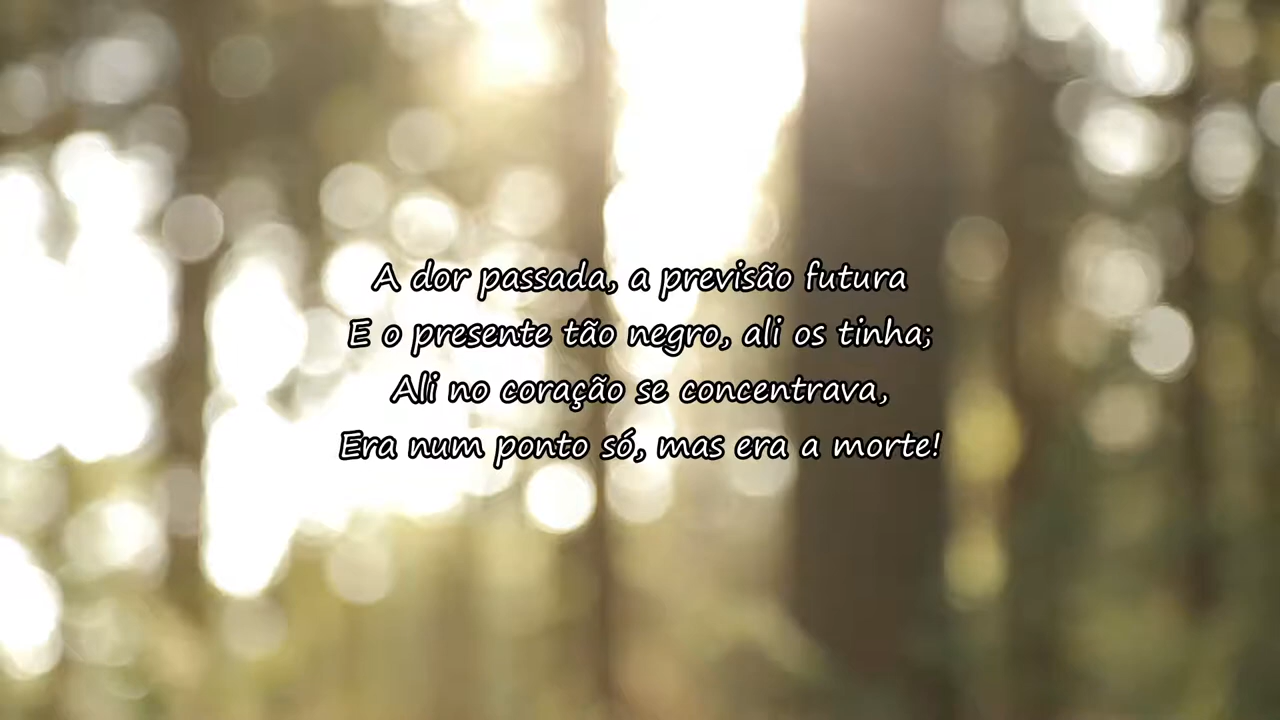 A dor passada, a previsão futura
E o presente tão negro, ali os tinha;
Ali no coração se concentrava,
Era num ponto só, mas era a morte!